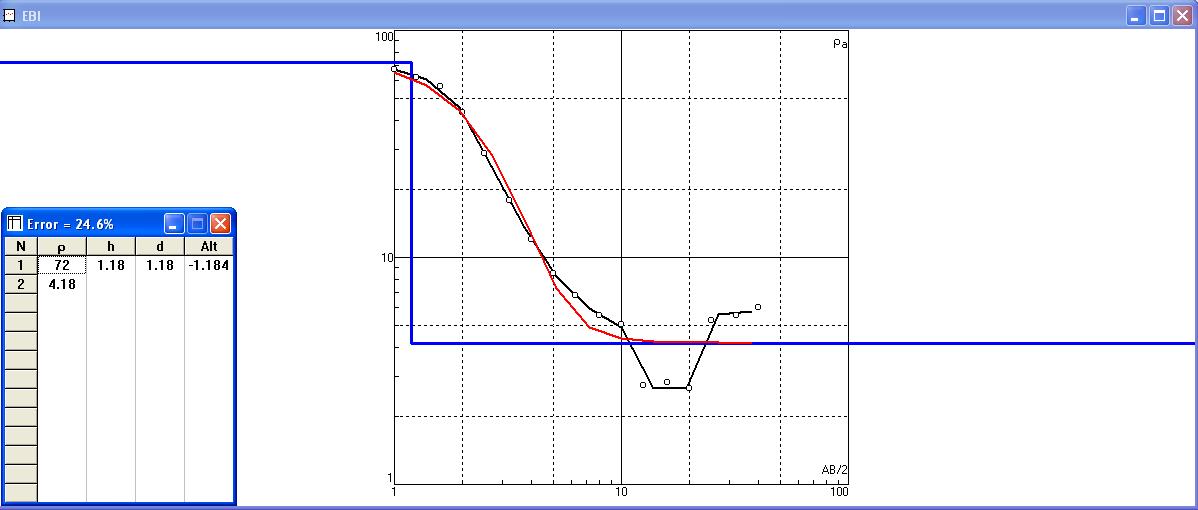 EBI
100
ρa
Error = 24.6%
N ρ h d Alt
1 72 1.18 1.18 -1.184
2 4.18
10
AB/2
1
1 10 100